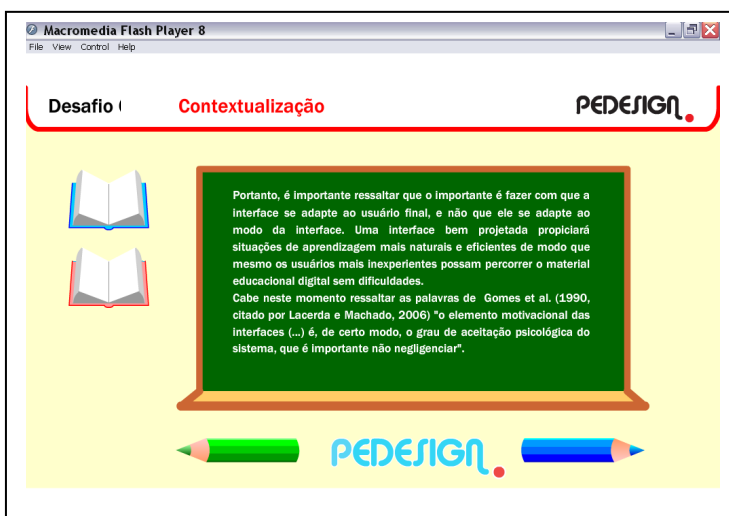 Macromedia Flash Player 8
File View Control Help
Desafio
Contextualização
PEDESIGN
Portanto, é importante ressaltar que o importante é fazer com que a
interface se adapte ao usuário final, e não que ele se adapte ao
modo da interface. Uma interface bem projetada propiciará
situações de aprendizagem mais naturais e eficientes de modo que
mesmo os usuários mais inexperientes possam percorrer o material
educacional digital sem dificuldades.
Cabe neste momento ressaltar as palavras de Gomes et al. (1990,
citado por Lacerda e Machado, 2006) "o elemento motivacional das
interfaces (...) é, de certo modo, o grau de aceitação psicológica do
sistema, que é importante não negligenciar".
PEDESIGN